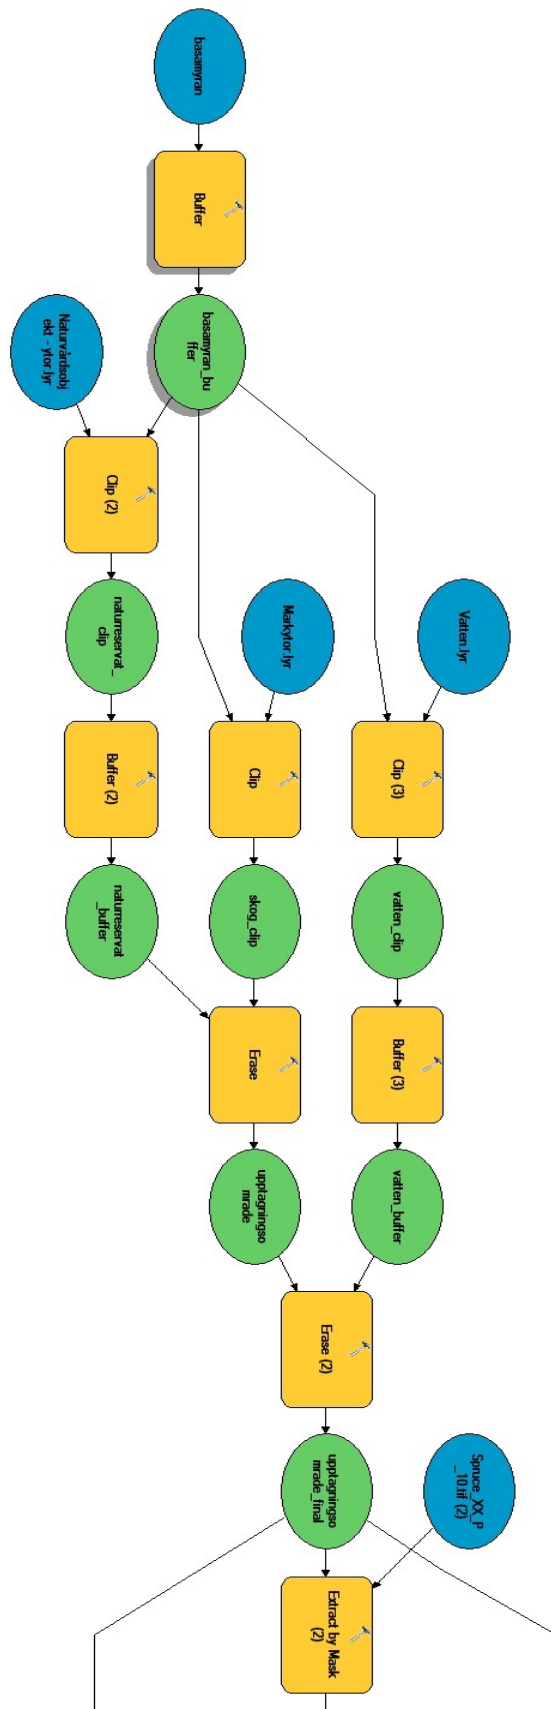 basamyran
Buffer
basamyran_bu
ffer
Naturvårdsobj
ekt - ytor.lyr
Clip (2)
naturreservat_
clip
Markytor.lyr
Vatten.lyr
Buffer (2)
Clip
Clip (3)
naturreservat
_buffer
skog_clip
vatten_clip
Erase
Buffer (3)
upptagningso
mrade
vatten_buffer
Erase (2)
upptagningso
mrade_final
Spruce_XX_P
_10.tif (2)
Extract by Mask
(2)